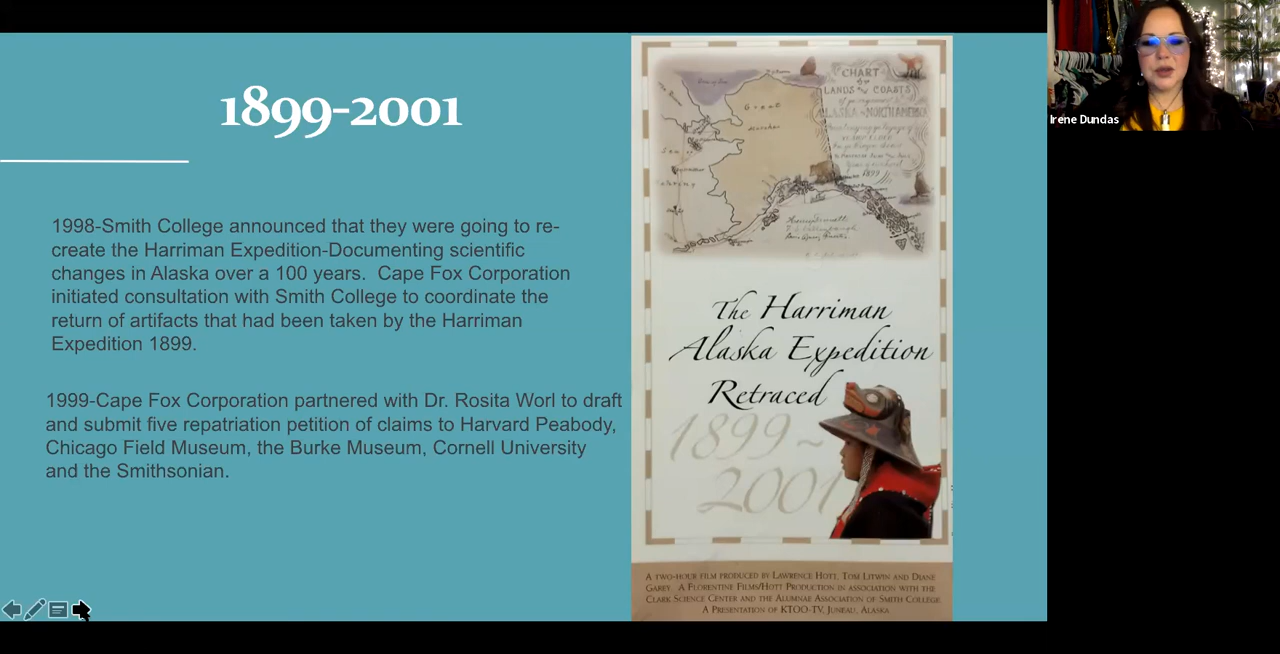 1899-2001
1998-Smith College announced that they were going to re-
create the Harriman Expedition-Documenting scientific
changes in Alaska over a 100 years. Cape Fox Corporation
initiated consultation with Smith College to coordinate the
return of artifacts that had been taken by the Harriman
Expedition 1899.
1999-Cape Fox Corporation partnered with Dr. Rosita Worl to draft
and submit five repatriation petition of claims to Harvard Peabody,
Chicago Field Museum, the Burke Museum, Cornell University
and the Smithsonian.
CHART
LANDS COASTS
ALASKA NORTH AMERICA
1899
Great
The Harriman
Alaska Expedition
Retraced
1899~
2001
A TWO-HOUR FILM PRODUCED BY LAWRENCE HOTT, TOM LITWIN AND DIANE
GAREY. A FLORENTINE FILMS/HOTT PRODUCTION IN ASSOCIATION WITH THE
CLARK SCIENCE CENTER AND THE ALUMNAE ASSOCIATION OF SMITH COLLEGE
A PRESENTATION OF KTOO-TV, JUNEAU, ALASKA
Irene Dundas